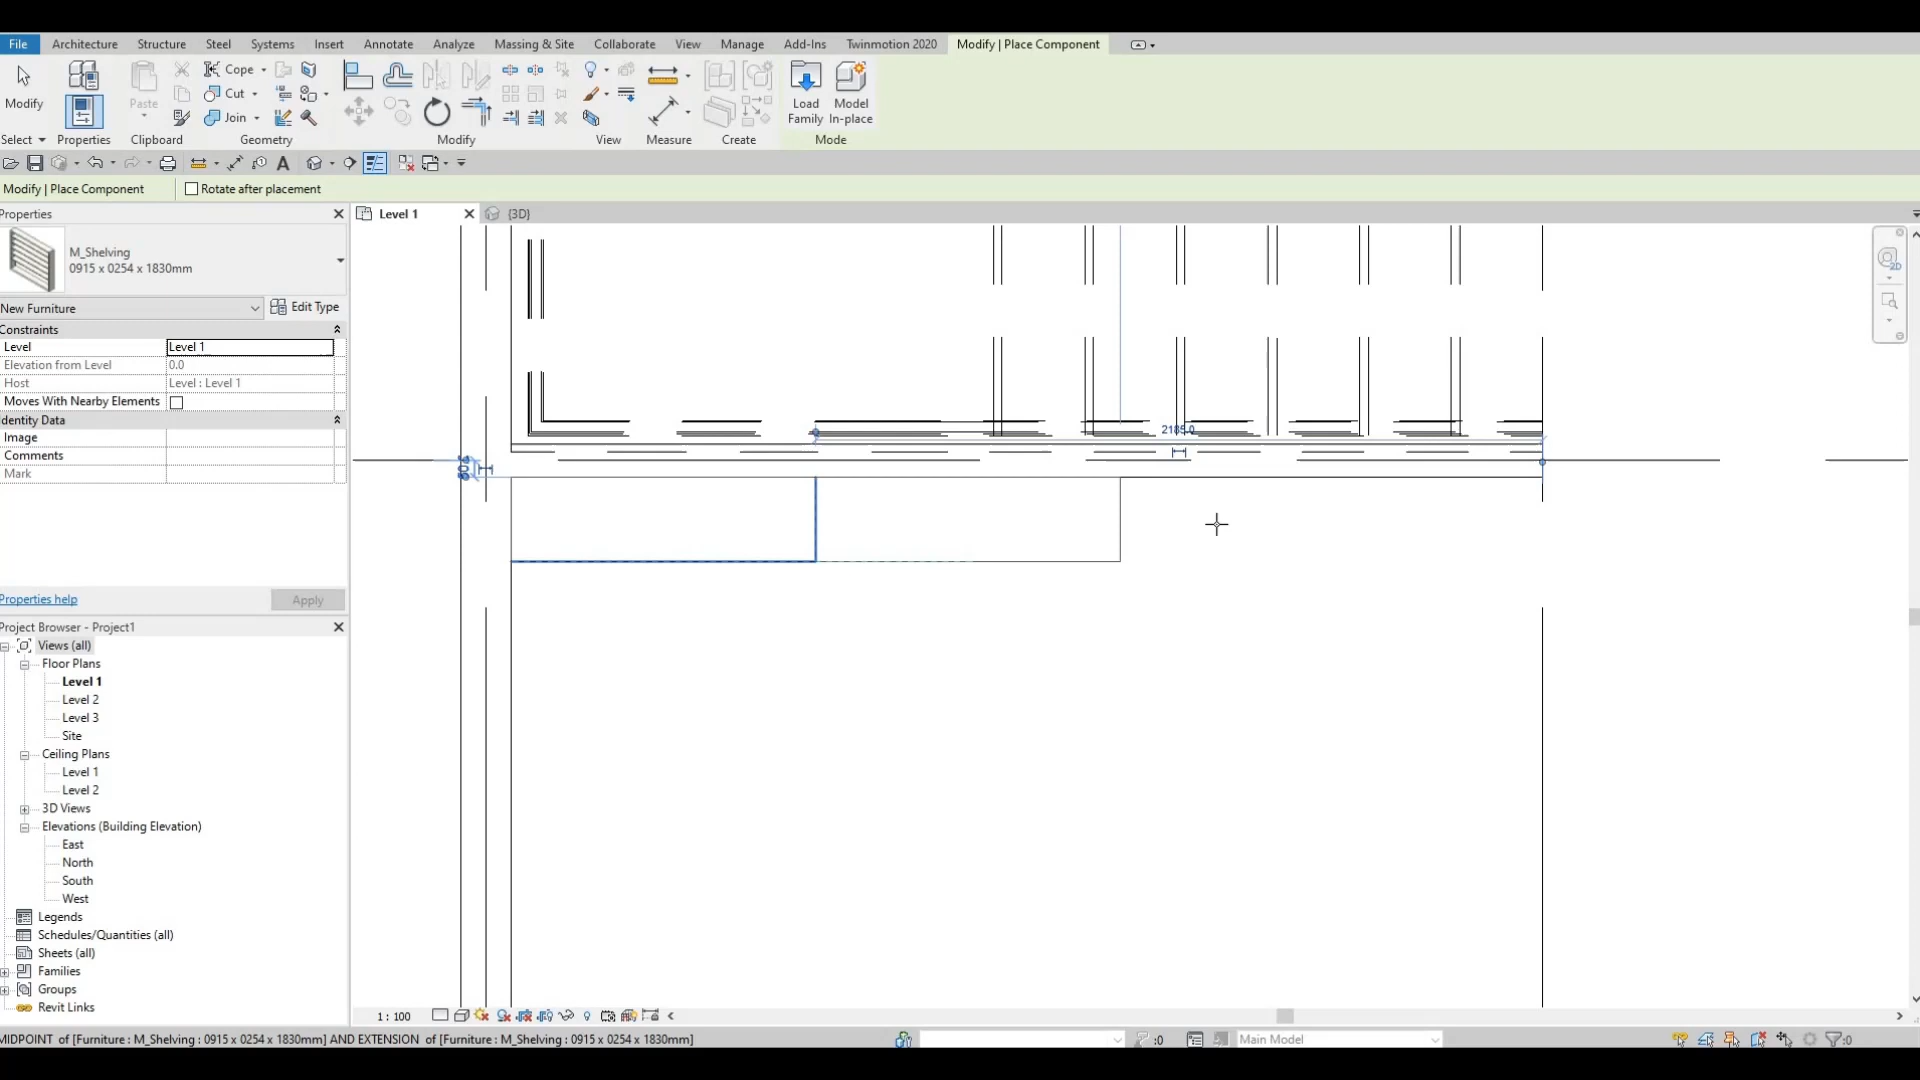 File Architecture Structure Steel Systems Insert Annotate Analyze Massing & Site Collaborate View Manage Add-Ins Twinmotion 2020 Modify | Place Component
Modify Paste Cope Cut Join Load Family Model In-place
Select Properties Clipboard Geometry Modify View Measure Create Mode
Modify | Place Component Rotate after placement
Properties
Level 1 {3D}
M_Shelving
0915 x 0254 x 1830mm
New Furniture Edit Type
Constraints
Level Level 1
Elevation from Level 0.0
Host Level : Level 1
Moves With Nearby Elements
Identity Data
Image
Comments
Mark
2185.0
Properties help Apply
Project Browser - Project1
Views (all)
Floor Plans
Level 1
Level 2
Level 3
Site
Ceiling Plans
Level 1
Level 2
3D Views
Elevations (Building Elevation)
East
North
South
West
Legends
Schedules/Quantities (all)
Sheets (all)
Families
Groups
Revit Links
1 : 100
MIDPOINT of [Furniture : M_Shelving : 0915 x 0254 x 1830mm] AND EXTENSION of [Furniture : M_Shelving : 0915 x 0254 x 1830mm] :0 Main Model :0